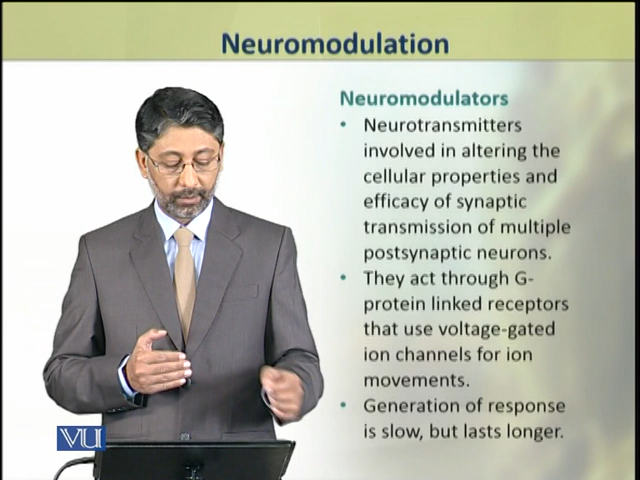 Neuromodulation
Neuromodulators
• Neurotransmitters
involved in altering the
cellular properties and
efficacy of synaptic
transmission of multiple
postsynaptic neurons.
• They act through G-
protein linked receptors
that use voltage-gated
ion channels for ion
movements.
• Generation of response
is slow, but lasts longer.
VU